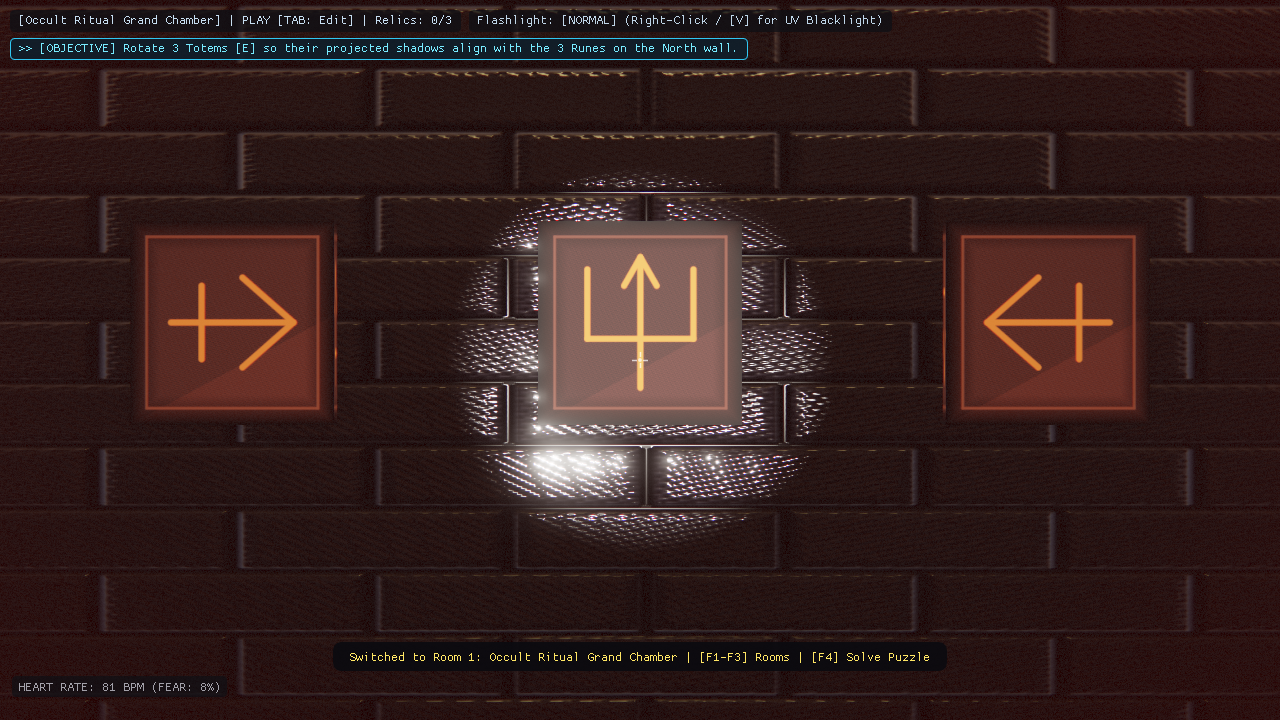 [Occult Ritual Grand Chamber] | PLAY [TAB: Edit] | Relics: 0/3
Flashlight: [NORMAL] (Right-Click / [V] for UV Blacklight)
>> [OBJECTIVE] Rotate 3 Totems [E] so their projected shadows align with the 3 Runes on the North wall.
Switched to Room 1: Occult Ritual Grand Chamber | [F1-F3] Rooms | [F4] Solve Puzzle
HEART RATE: 81 BPM (FEAR: 8%)